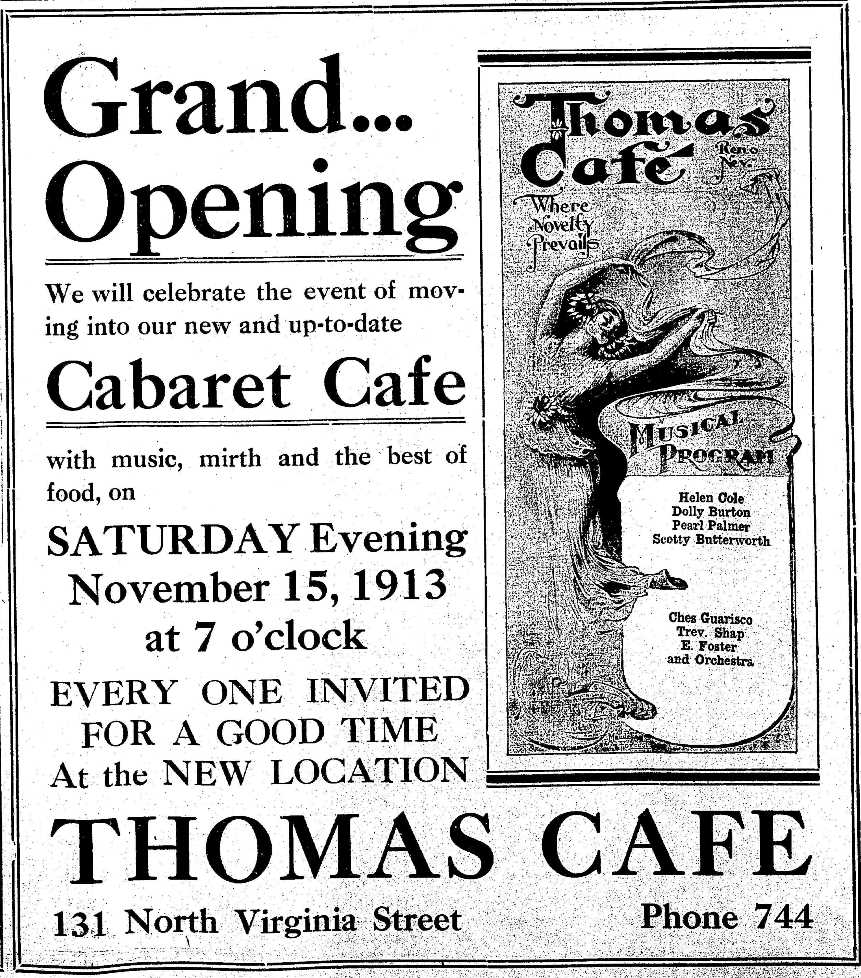 Grand...
Opening
We will celebrate the event of mov-
ing into our new and up-to-date
Cabaret Cafe
with music, mirth and the best of
food, on
SATURDAY Evening
November 15, 1913
at 7 o'clock
EVERY ONE INVITED
FOR A GOOD TIME
At the NEW LOCATION
Thomas
Café
Reno
Nev.
Where
Novelty
Prevails
MUSICAL
PROGRAM
Helen Cole
Dolly Burton
Pearl Palmer
Scotty Butterworth
Ches Guarisco
Trev. Shap
E. Foster
and Orchestra
THOMAS CAFE
131 North Virginia Street
Phone 744